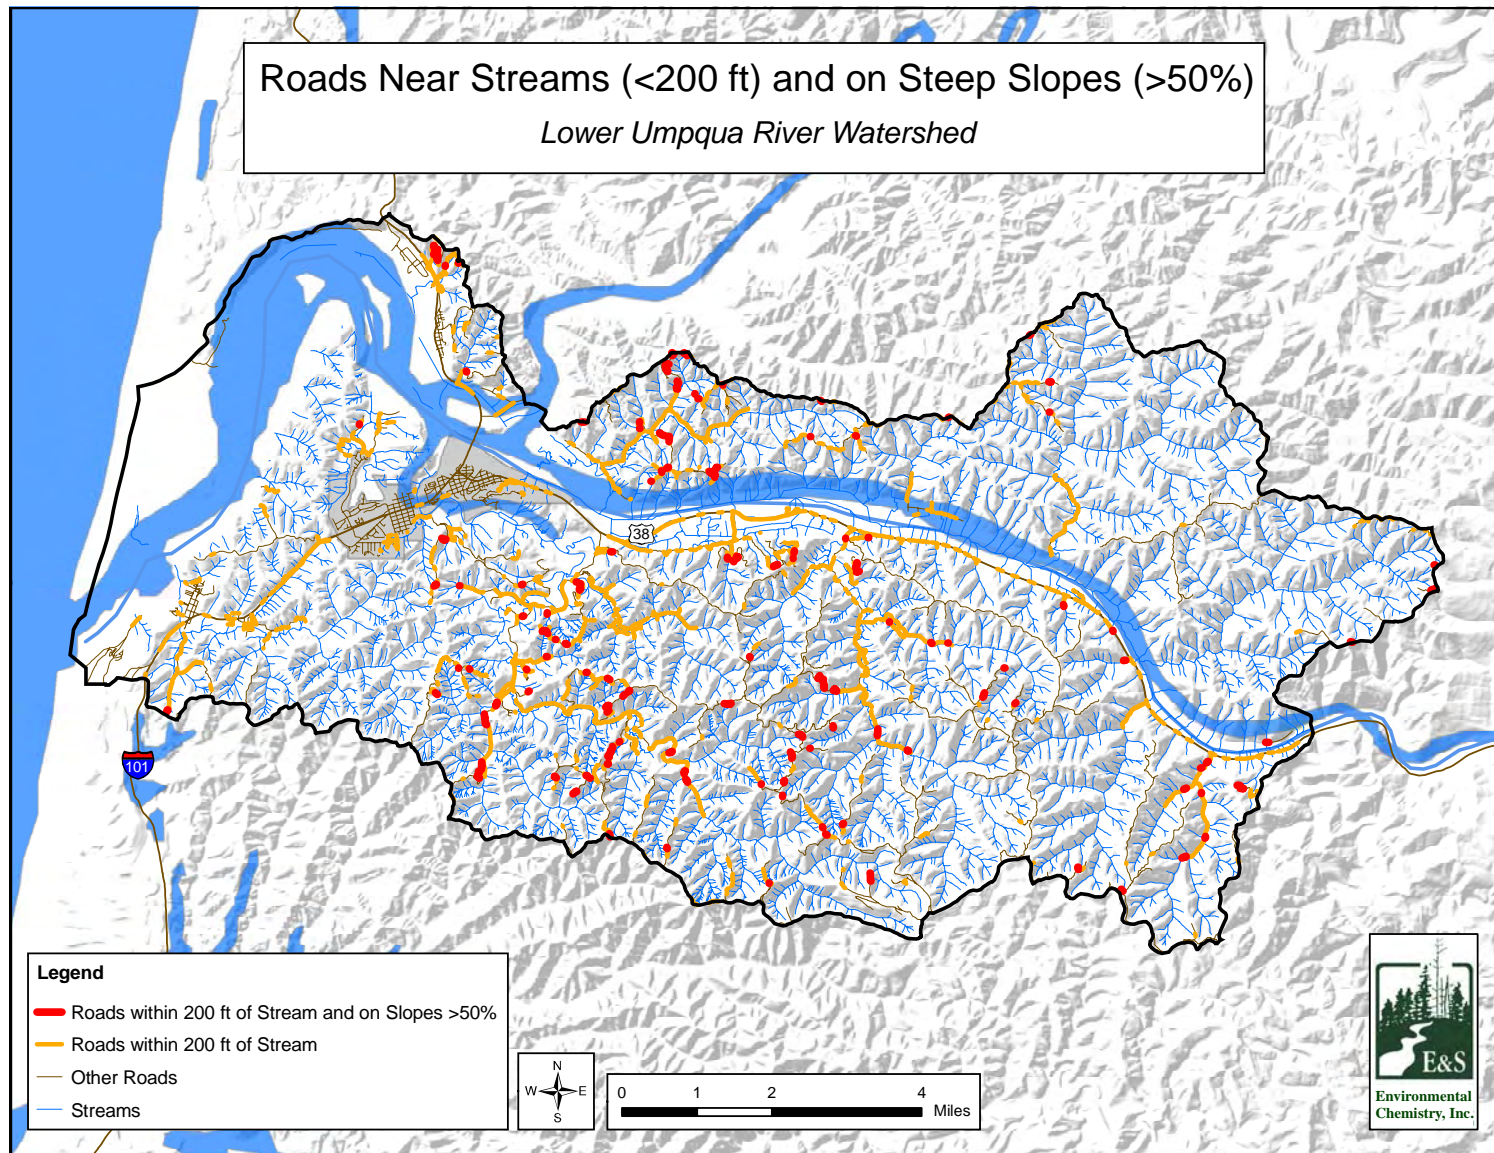 Roads Near Streams (<200 ft) and on Steep Slopes (>50%)
Lower Umpqua River Watershed
38
101
Legend
Roads within 200 ft of Stream and on Slopes >50%
Roads within 200 ft of Stream
Other Roads
Streams
N
W E
S
0 1 2 4
Miles
E&S
Environmental
Chemistry, Inc.